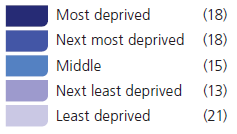 Most deprived (18)
Next most deprived (18)
Middle (15)
Next least deprived (13)
Least deprived (21)